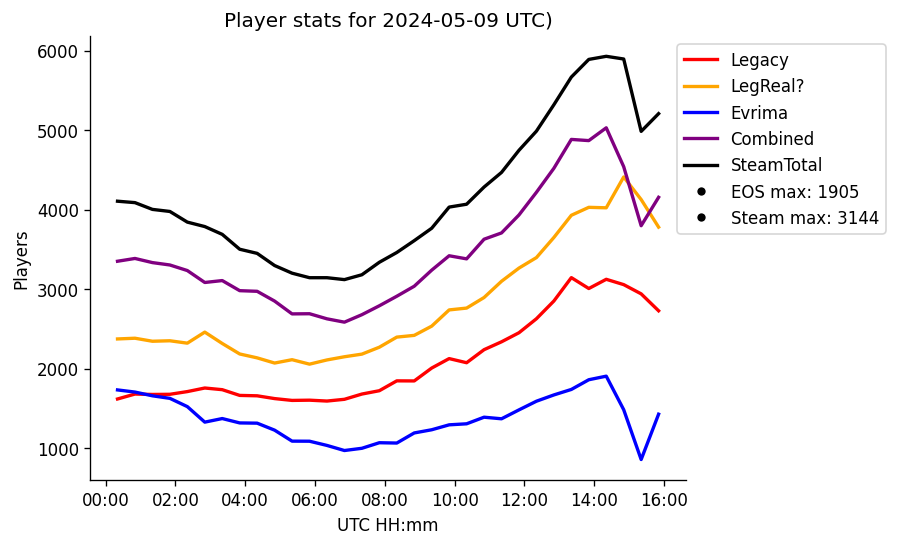 Player stats for 2024-05-09 UTC)
Players
6000
5000
4000
3000
2000
1000
00:00 02:00 04:00 06:00 08:00 10:00 12:00 14:00 16:00
UTC HH:mm
Legacy
LegReal?
Evrima
Combined
SteamTotal
EOS max: 1905
Steam max: 3144